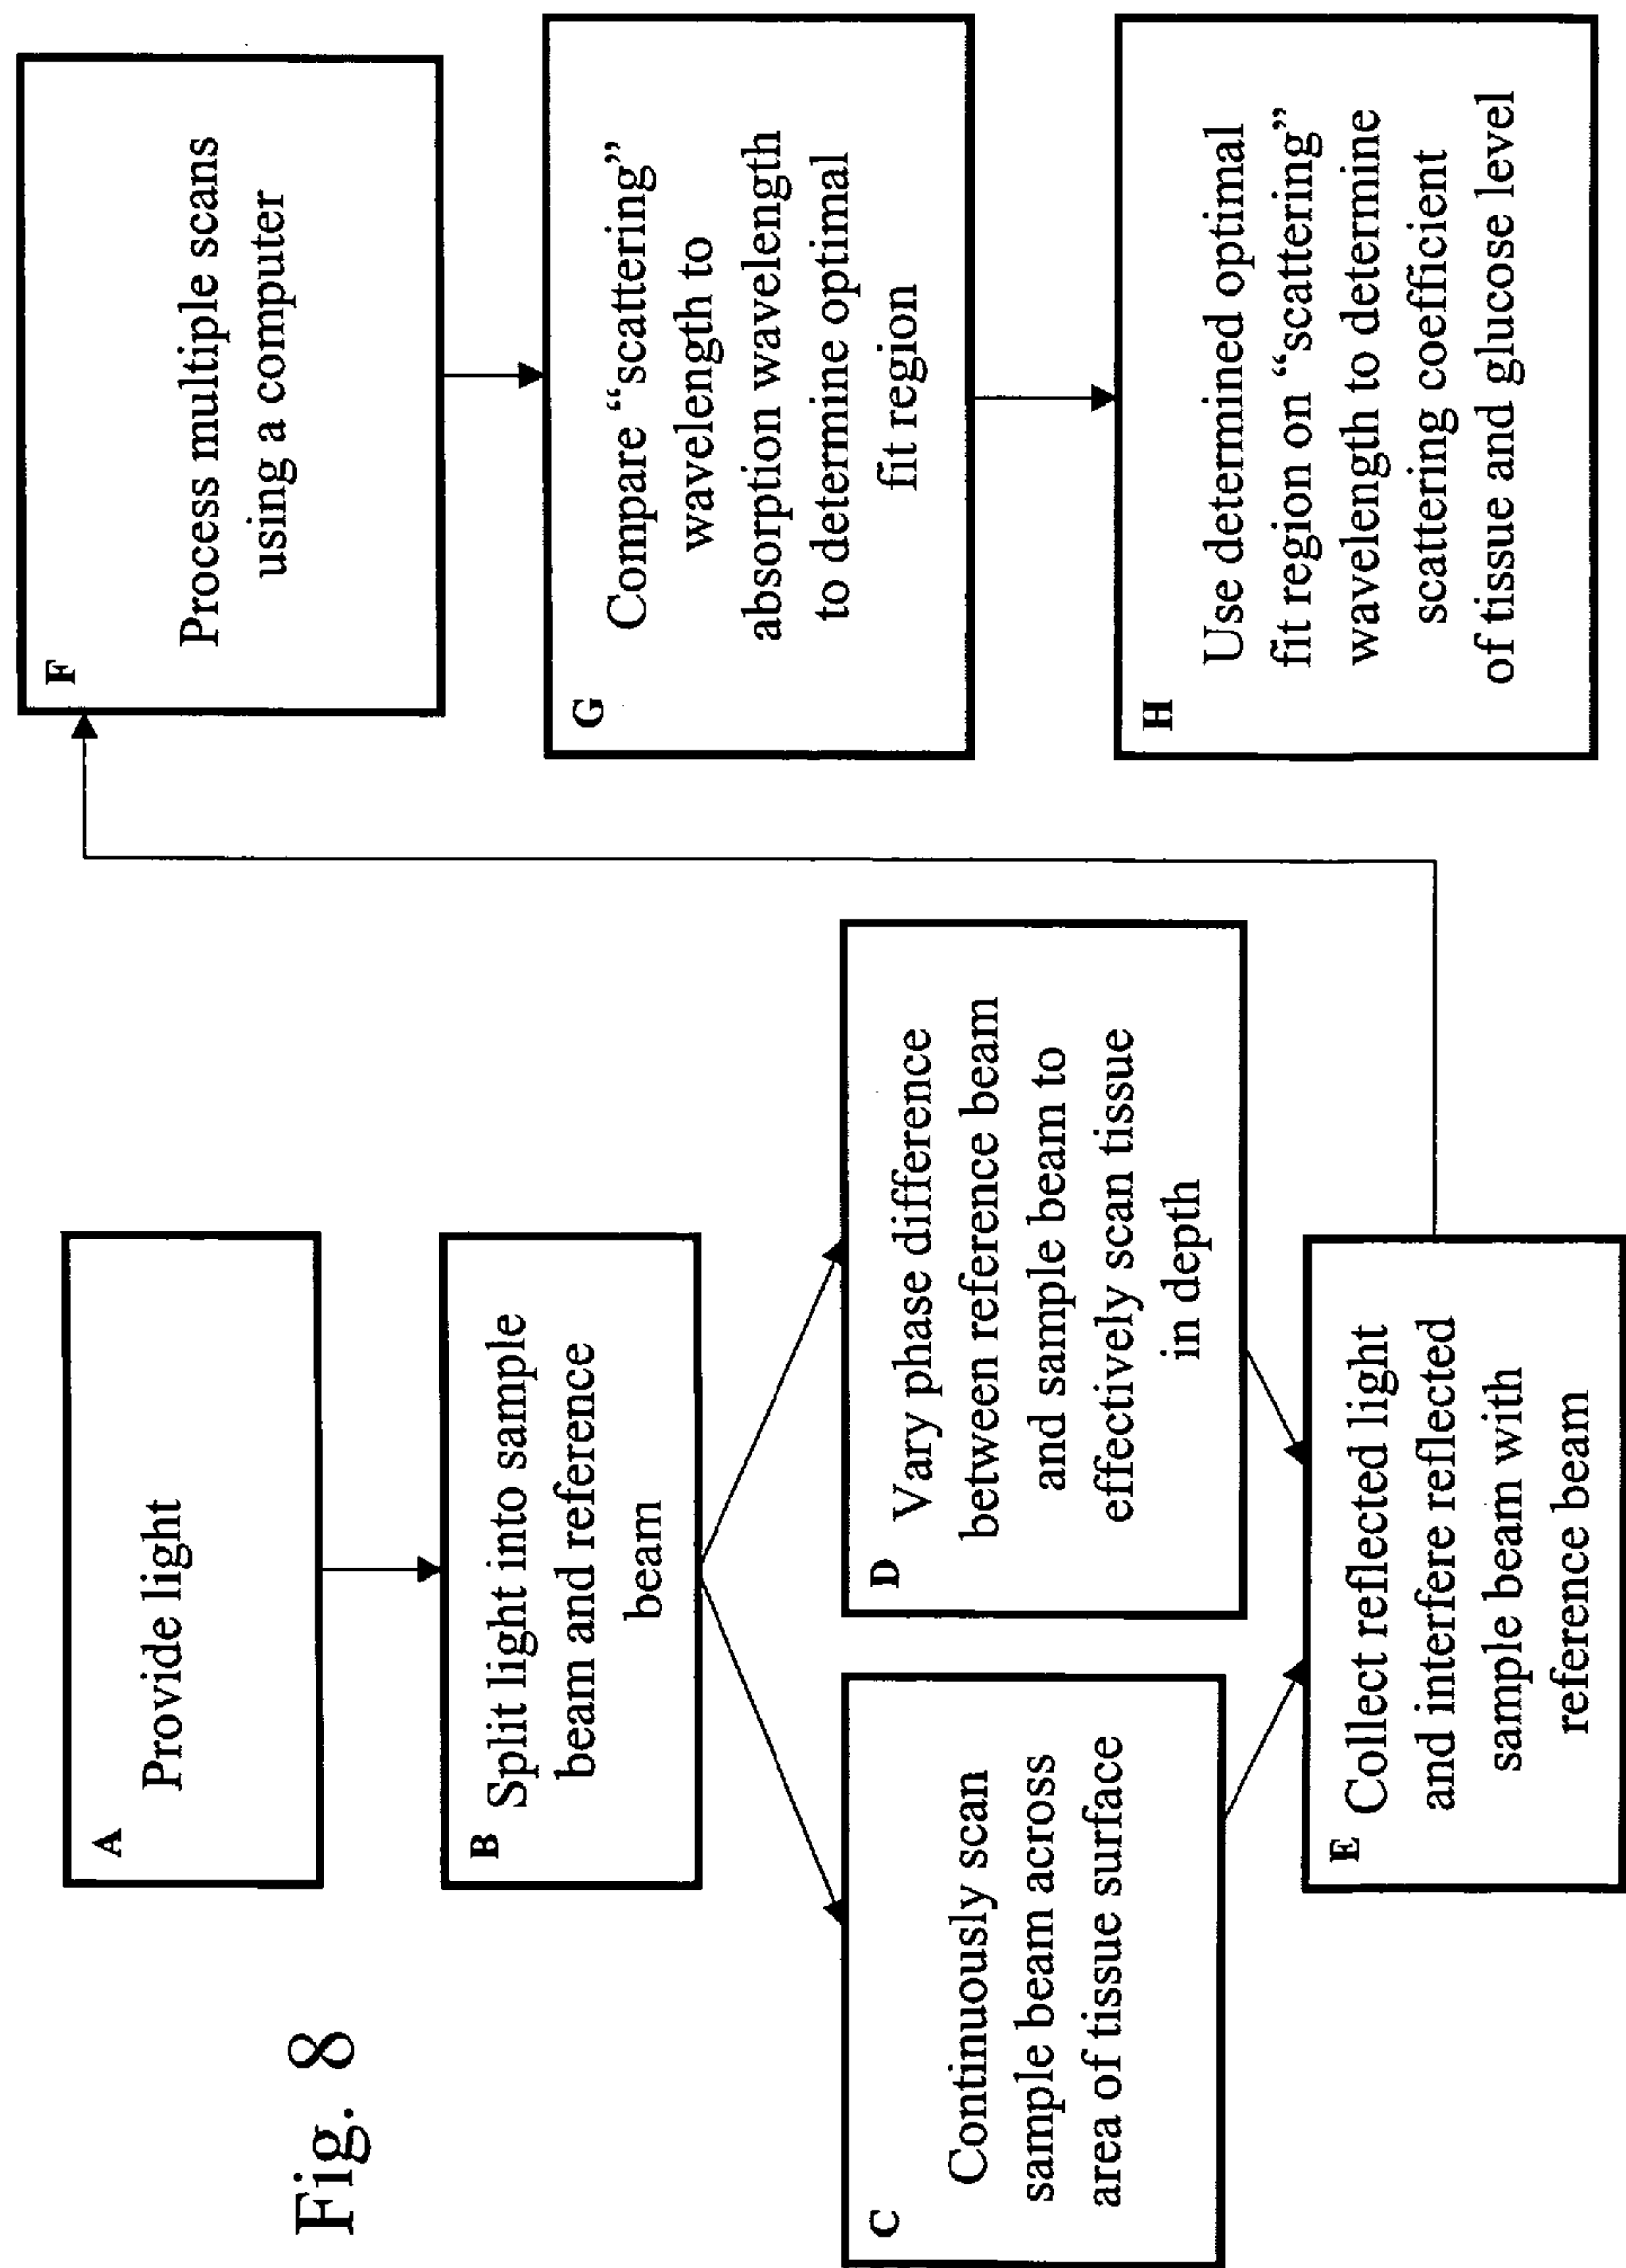 Fig. 8
A
Provide light
B
Split light into sample
beam and reference
beam
C
Continuously scan
sample beam across
area of tissue surface
D
Vary phase difference
between reference beam
and sample beam to
effectively scan tissue
in depth
E
Collect reflected light
and interfere reflected
sample beam with
reference beam
F
Process multiple scans
using a computer
G
Compare “scattering”
wavelength to
absorption wavelength
to determine optimal
fit region
H
Use determined optimal
fit region on “scattering”
wavelength to determine
scattering coefficient
of tissue and glucose level